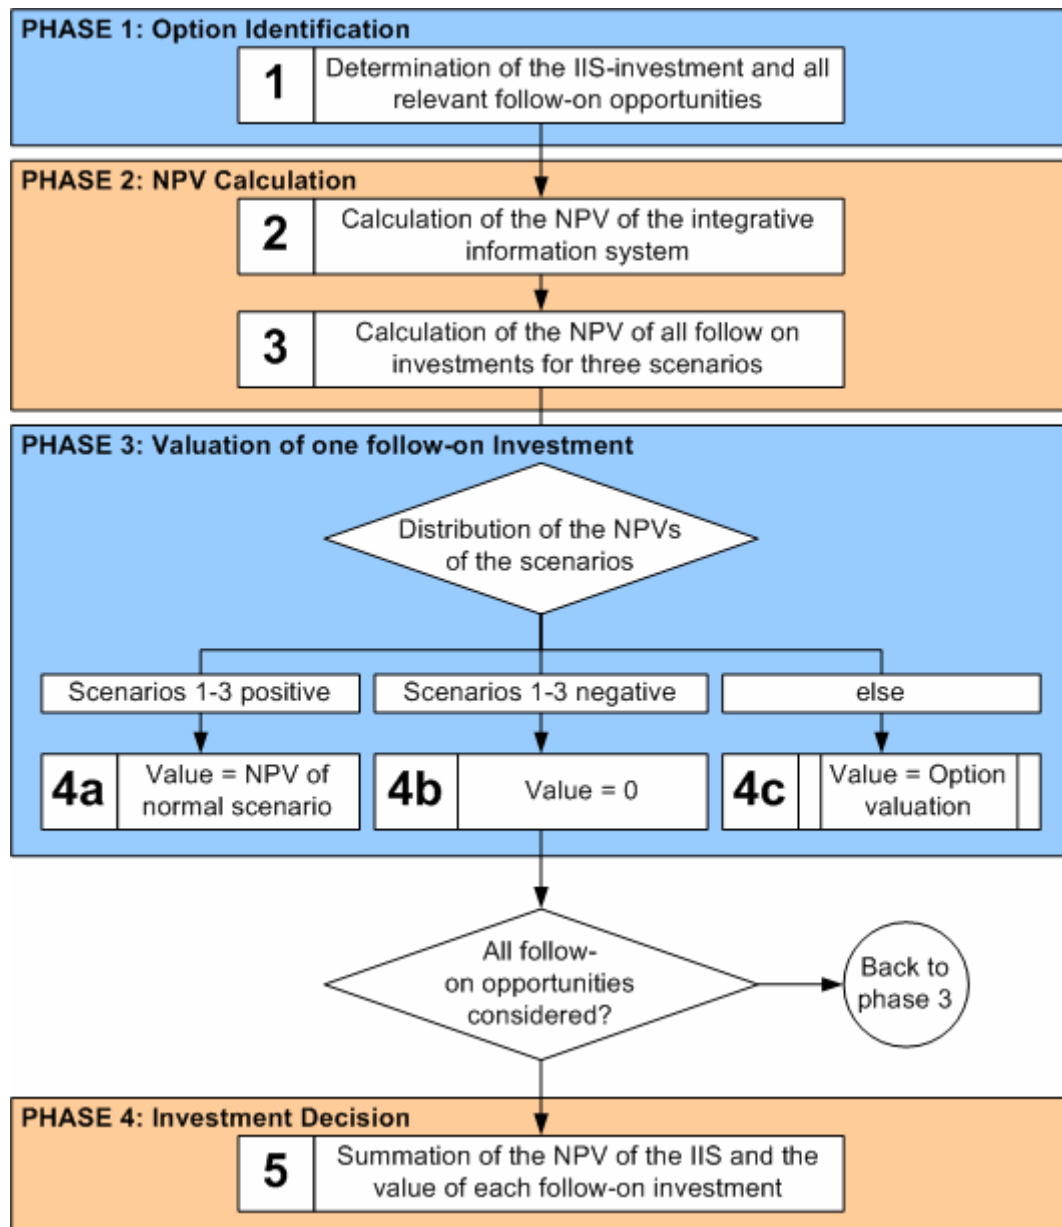 PHASE 1: Option Identification
1
Determination of the IIS-investment and all
relevant follow-on opportunities
PHASE 2: NPV Calculation
2
Calculation of the NPV of the integrative
information system
3
Calculation of the NPV of all follow on
investments for three scenarios
PHASE 3: Valuation of one follow-on Investment
Distribution of the NPVs
of the scenarios
Scenarios 1-3 positive
Scenarios 1-3 negative
else
4a
Value = NPV of
normal scenario
4b
Value = 0
4c
Value = Option
valuation
All follow-
on opportunities
considered?
Back to
phase 3
PHASE 4: Investment Decision
5
Summation of the NPV of the IIS and the
value of each follow-on investment